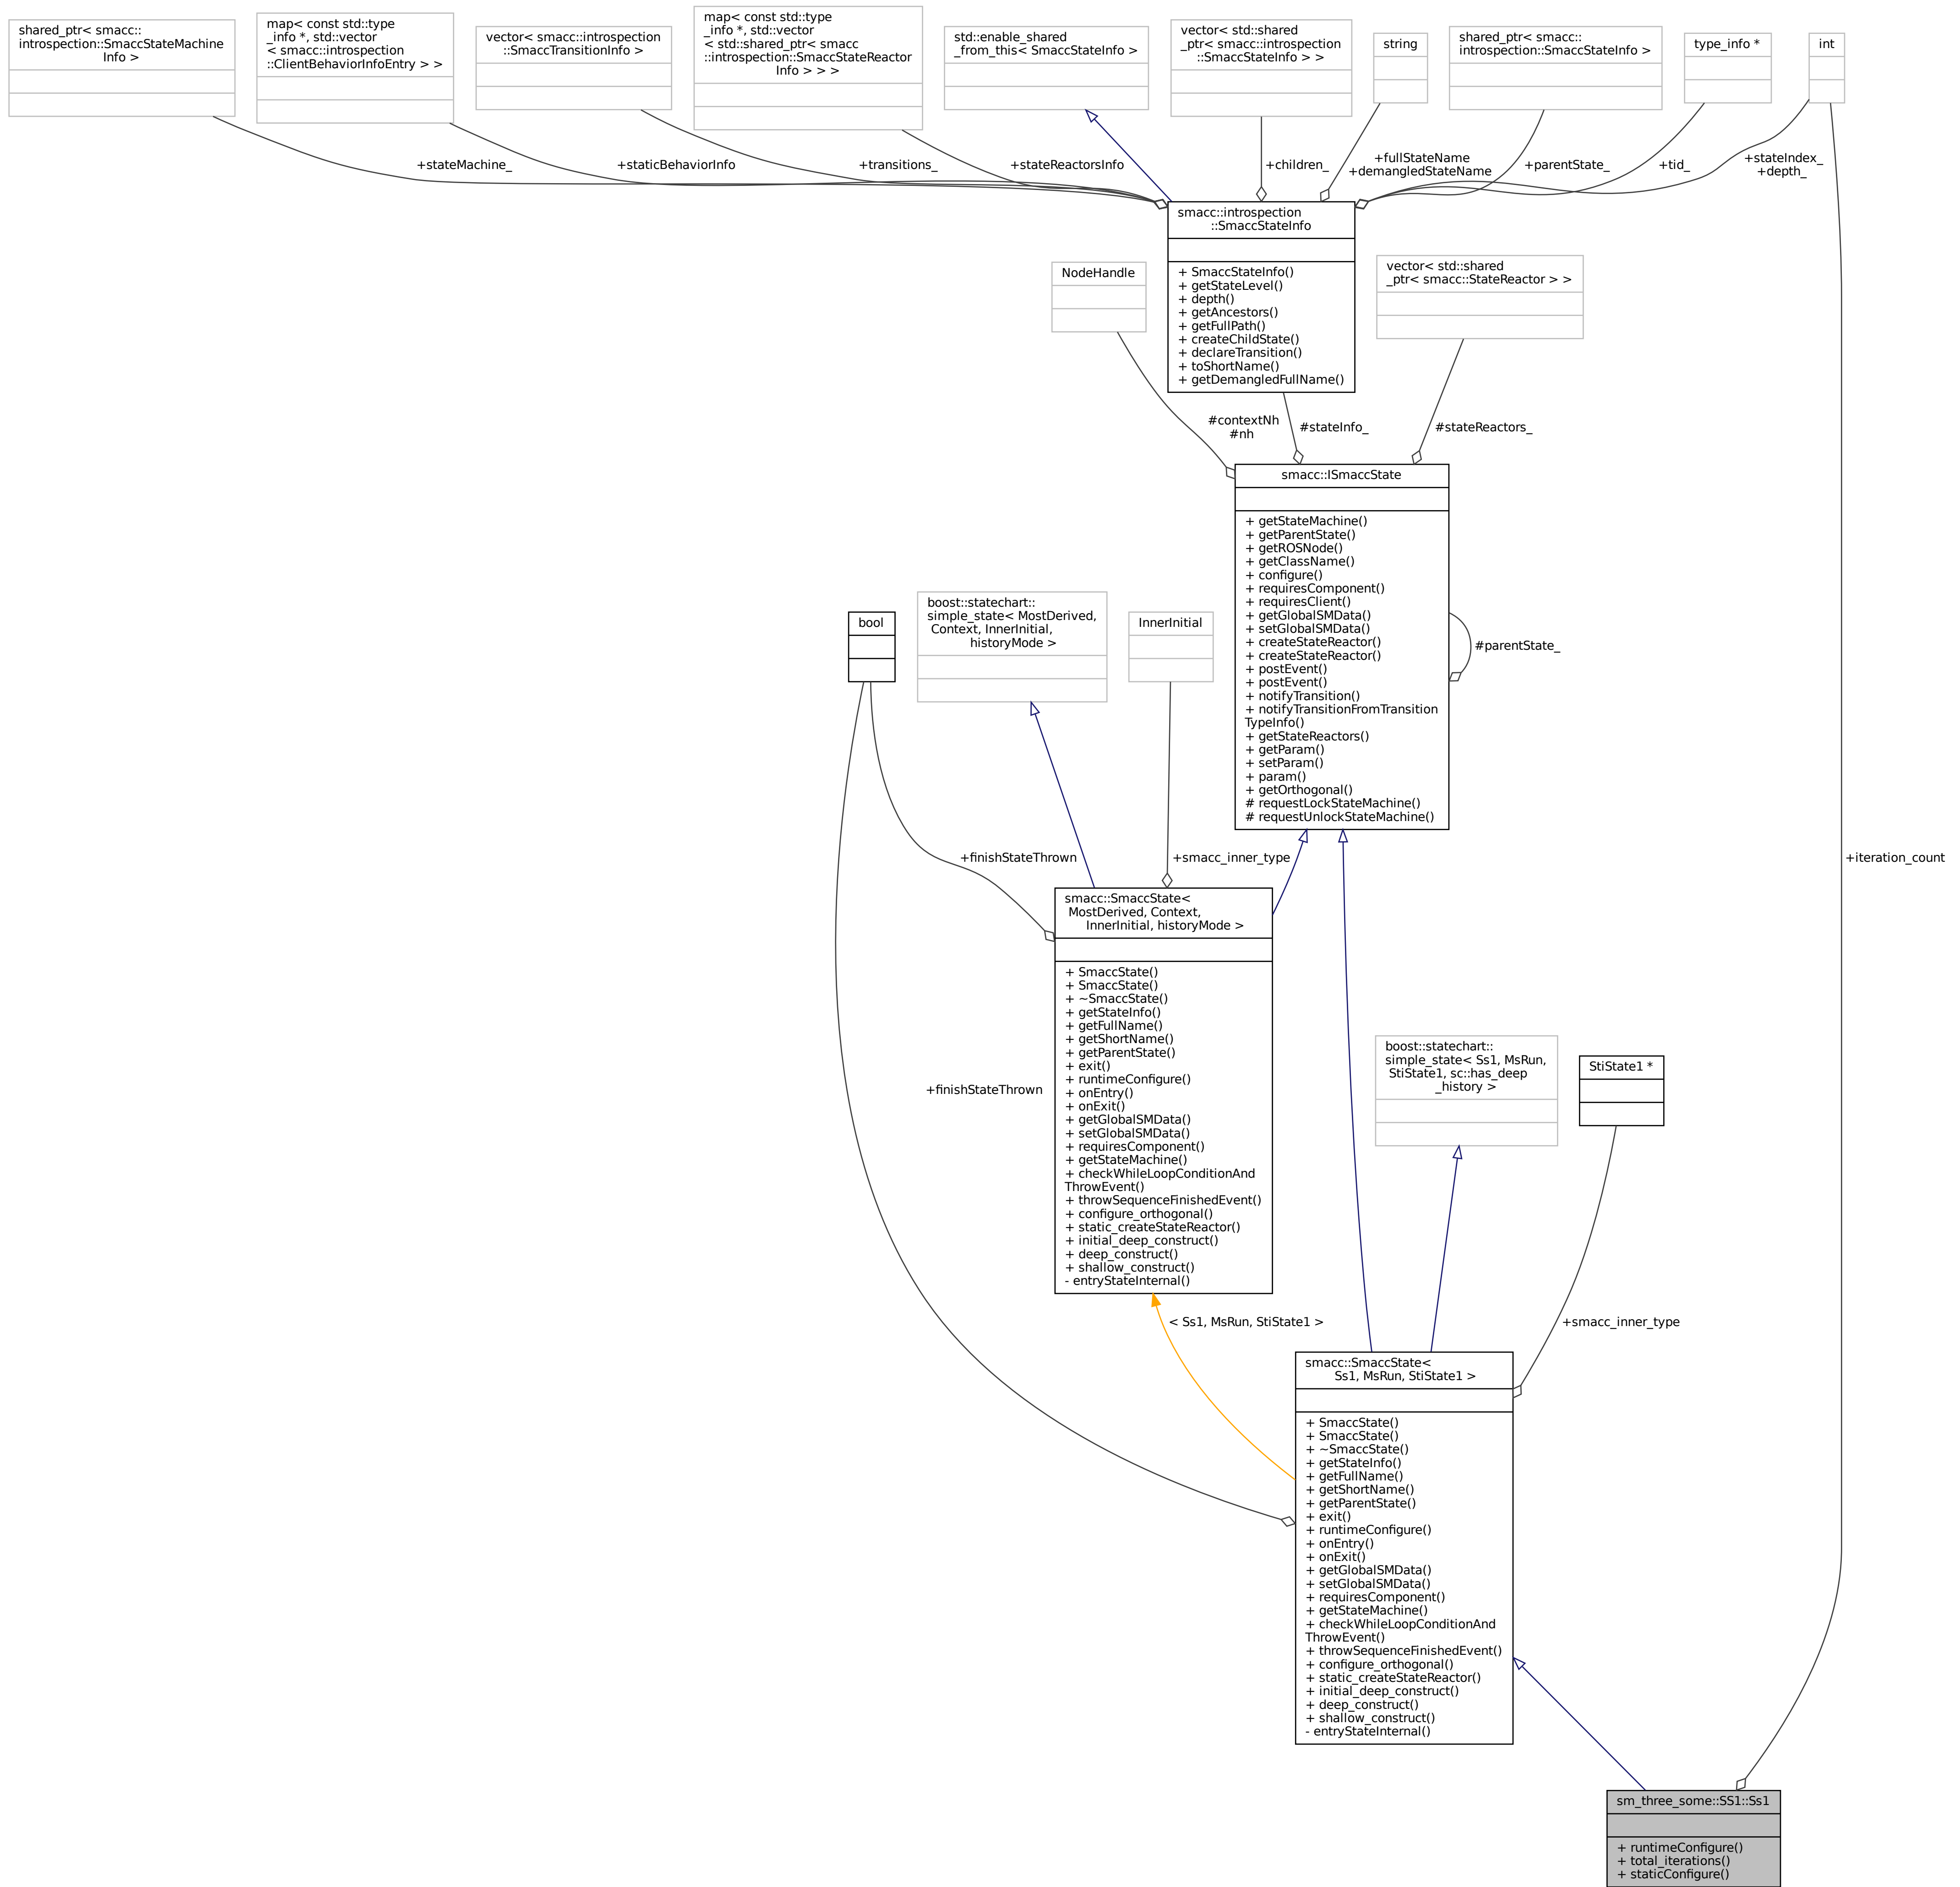 shared_ptr< smacc::
introspection::SmaccStateMachine
Info >
map< const std::type
_info *, std::vector
< smacc::introspection
::ClientBehaviorInfoEntry > >
vector< smacc::introspection
::SmaccTransitionInfo >
map< const std::type
_info *, std::vector
< std::shared_ptr< smacc
::introspection::SmaccStateReactor
Info > > >
std::enable_shared
_from_this< SmaccStateInfo >
vector< std::shared
_ptr< smacc::introspection
::SmaccStateInfo > >
string
shared_ptr< smacc::
introspection::SmaccStateInfo >
type_info *
int
+stateMachine_
+staticBehaviorInfo
+transitions_
+stateReactorsInfo
+children_
+fullStateName
+demangledStateName
+parentState_
+tid_
+stateIndex_
+depth_
smacc::introspection
::SmaccStateInfo
+ SmaccStateInfo()
+ getStateLevel()
+ depth()
+ getAncestors()
+ getFullPath()
+ createChildState()
+ declareTransition()
+ toShortName()
+ getDemangledFullName()
NodeHandle
vector< std::shared
_ptr< smacc::StateReactor > >
#contextNh
#nh
#stateInfo_
#stateReactors_
smacc::ISmaccState
+ getStateMachine()
+ getParentState()
+ getROSNode()
+ getClassName()
+ configure()
+ requiresComponent()
+ requiresClient()
+ getGlobalSMData()
+ setGlobalSMData()
+ createStateReactor()
+ createStateReactor()
+ postEvent()
+ postEvent()
+ notifyTransition()
+ notifyTransitionFromTransition
TypeInfo()
+ getStateReactors()
+ getParam()
+ setParam()
+ param()
+ getOrthogonal()
# requestLockStateMachine()
# requestUnlockStateMachine()
#parentState_
bool
boost::statechart::
simple_state< MostDerived,
Context, InnerInitial,
historyMode >
InnerInitial
+finishStateThrown
+smacc_inner_type
+iteration_count
smacc::SmaccState<
MostDerived, Context,
InnerInitial, historyMode >
+ SmaccState()
+ SmaccState()
+ ~SmaccState()
+ getStateInfo()
+ getFullName()
+ getShortName()
+ getParentState()
+ exit()
+ runtimeConfigure()
+ onEntry()
+ onExit()
+ getGlobalSMData()
+ setGlobalSMData()
+ requiresComponent()
+ getStateMachine()
+ checkWhileLoopConditionAnd
ThrowEvent()
+ throwSequenceFinishedEvent()
+ configure_orthogonal()
+ static_createStateReactor()
+ initial_deep_construct()
+ deep_construct()
+ shallow_construct()
- entryStateInternal()
+finishStateThrown
boost::statechart::
simple_state< Ss1, MsRun,
StiState1, sc::has_deep
_history >
StiState1 *
< Ss1, MsRun, StiState1 >
+smacc_inner_type
smacc::SmaccState<
Ss1, MsRun, StiState1 >
+ SmaccState()
+ SmaccState()
+ ~SmaccState()
+ getStateInfo()
+ getFullName()
+ getShortName()
+ getParentState()
+ exit()
+ runtimeConfigure()
+ onEntry()
+ onExit()
+ getGlobalSMData()
+ setGlobalSMData()
+ requiresComponent()
+ getStateMachine()
+ checkWhileLoopConditionAnd
ThrowEvent()
+ throwSequenceFinishedEvent()
+ configure_orthogonal()
+ static_createStateReactor()
+ initial_deep_construct()
+ deep_construct()
+ shallow_construct()
- entryStateInternal()
sm_three_some::SS1::Ss1
+ runtimeConfigure()
+ total_iterations()
+ staticConfigure()